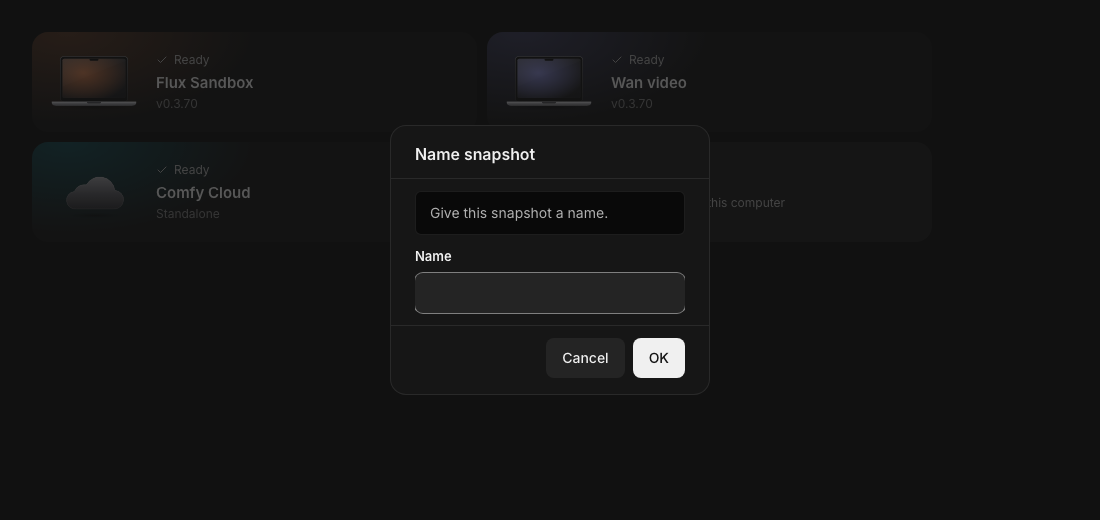 Ready
Flux Sandbox
v0.3.70
Ready
Wan video
v0.3.70
Ready
Comfy Cloud
Standalone
this computer
Name snapshot
Give this snapshot a name.
Name
Cancel
OK